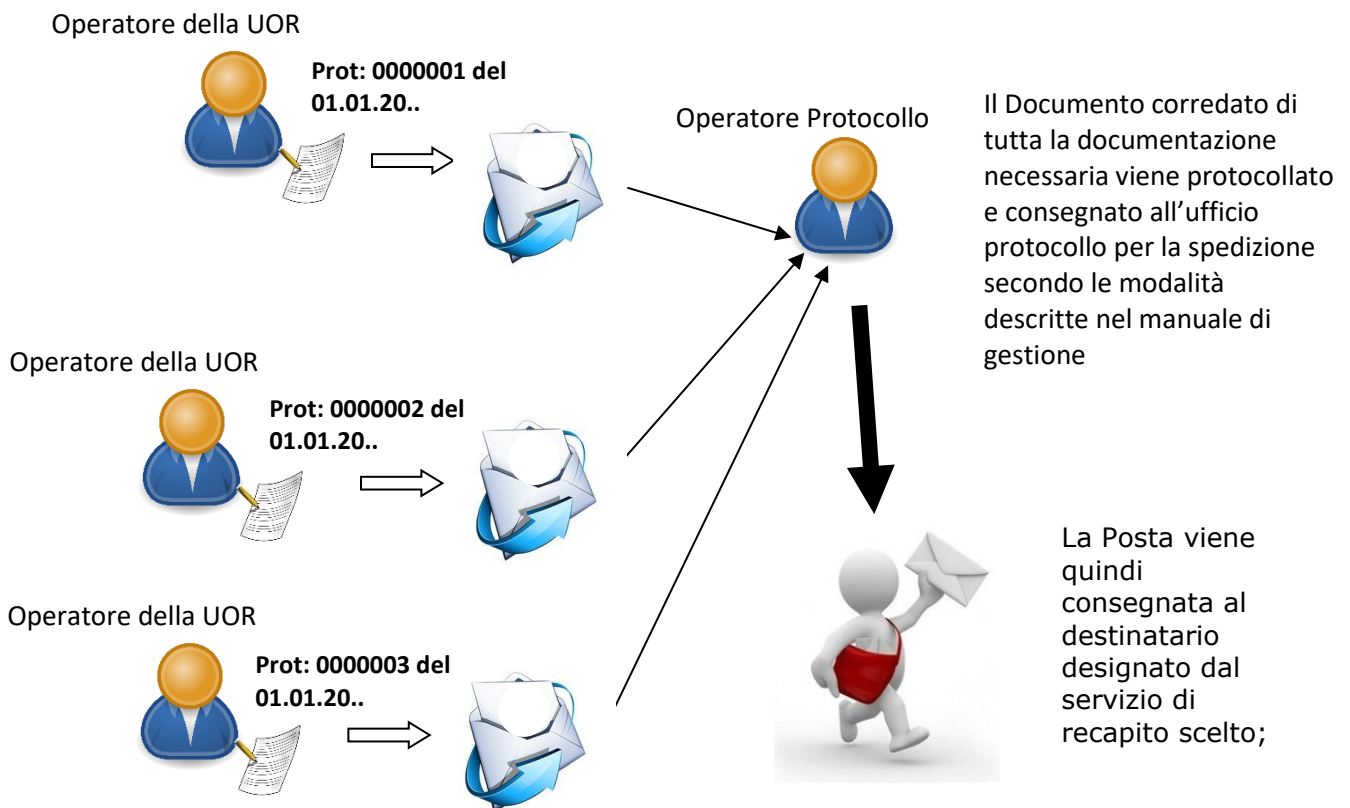 Operatore della UOR
Prot: 0000001 del
01.01.20..
Operatore Protocollo
Il Documento corredato di
tutta la documentazione
necessaria viene protocollato
e consegnato all’ufficio
protocollo per la spedizione
secondo le modalità
descritte nel manuale di
gestione
Operatore della UOR
Prot: 0000002 del
01.01.20..
Operatore della UOR
Prot: 0000003 del
01.01.20..
La Posta viene
quindi
consegnata al
destinatario
designato dal
servizio di
recapito scelto;